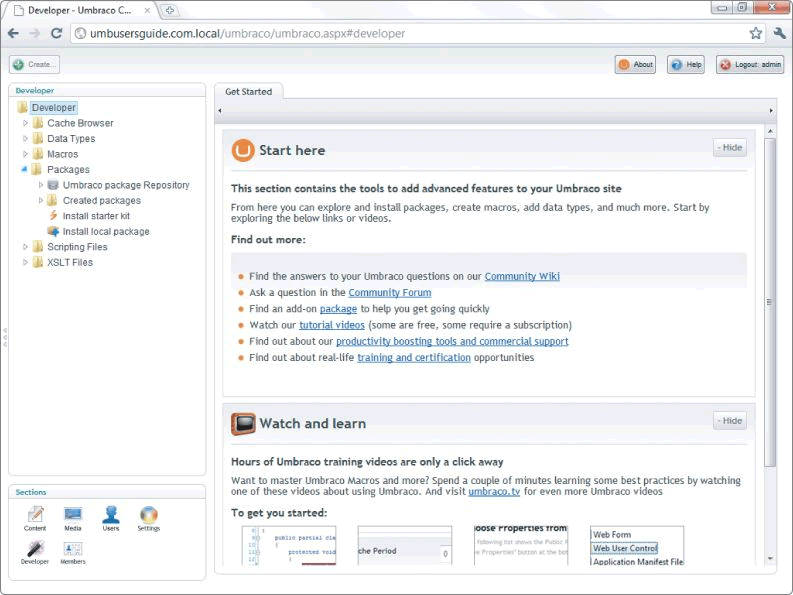 Developer - Umbraco C...
umbusersguide.com.local/umbraco/umbraco.aspx#developer
Create...
About
Help
Logout: admin
Developer
Developer
Cache Browser
Data Types
Macros
Packages
Umbraco package Repository
Created packages
Install starter kit
Install local package
Scripting Files
XSLT Files
Sections
Content
Media
Users
Settings
Developer
Members
Get Started
Start here
- Hide
This section contains the tools to add advanced features to your Umbraco site
From here you can explore and install packages, create macros, add data types, and much more. Start by
exploring the below links or videos.
Find out more:
Find the answers to your Umbraco questions on our Community Wiki
Ask a question in the Community Forum
Find an add-on package to help you get going quickly
Watch our tutorial videos (some are free, some require a subscription)
Find out about our productivity boosting tools and commercial support
Find out about real-life training and certification opportunities
Watch and learn
- Hide
Hours of Umbraco training videos are only a click away
Want to master Umbraco Macros and more? Spend a couple of minutes learning some best practices by watching
one of these videos about using Umbraco. And visit umbraco.tv for even more Umbraco videos
To get you started:
8
9
10
11
12
public partial cla
{
protected void
che Period
0
oose Properties from
following list shows the Public P
e Properties" button at the bot
Web Form
Web User Control
Application Manifest File